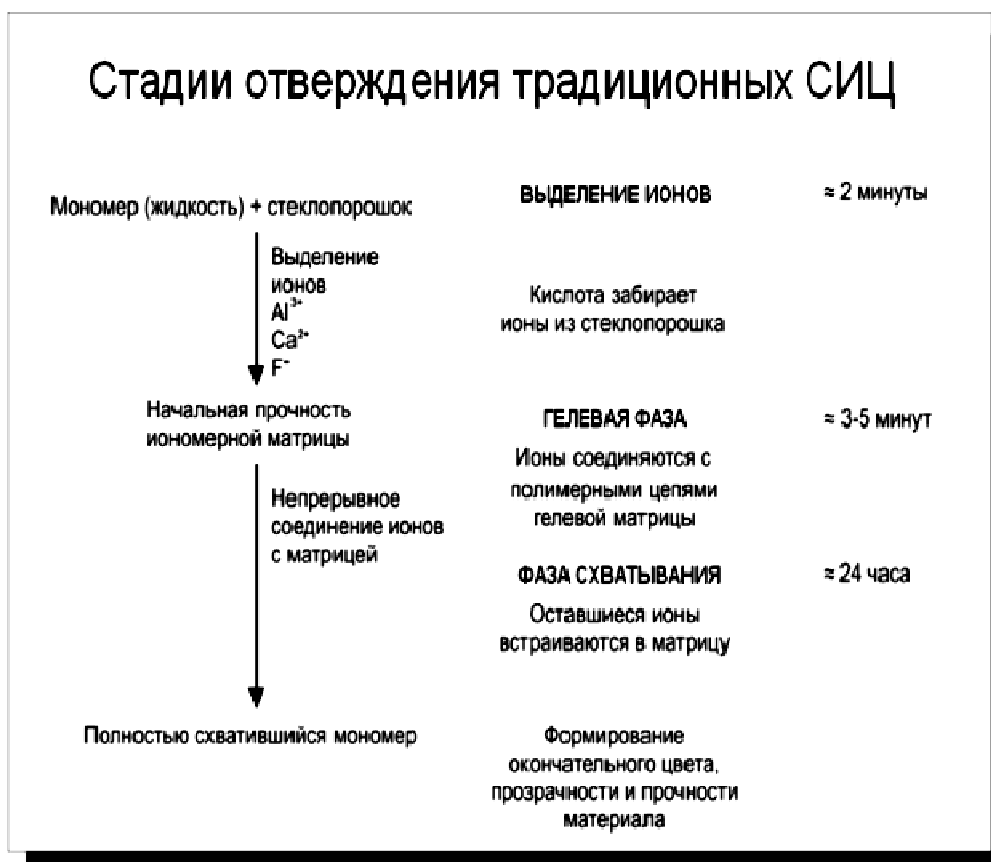 Стадии отверждения традиционных СИЦ
Мономер (жидкость) + стеклопорошок
ВЫДЕЛЕНИЕ ИОНОВ
≈ 2 минуты
Выделение
ионов
Al³⁺
Ca²⁺
F⁻
Кислота забирает
ионы из стеклопорошка
Начальная прочность
иономерной матрицы
ГЕЛЕВАЯ ФАЗА
≈ 3-5 минут
Ионы соединяются с
полимерными цепями
гелевой матрицы
Непрерывное
соединение ионов
с матрицей
ФАЗА СХВАТЫВАНИЯ
≈ 24 часа
Оставшиеся ионы
встраиваются в матрицу
Полностью схватившийся мономер
Формирование
окончательного цвета,
прозрачности и прочности
материала